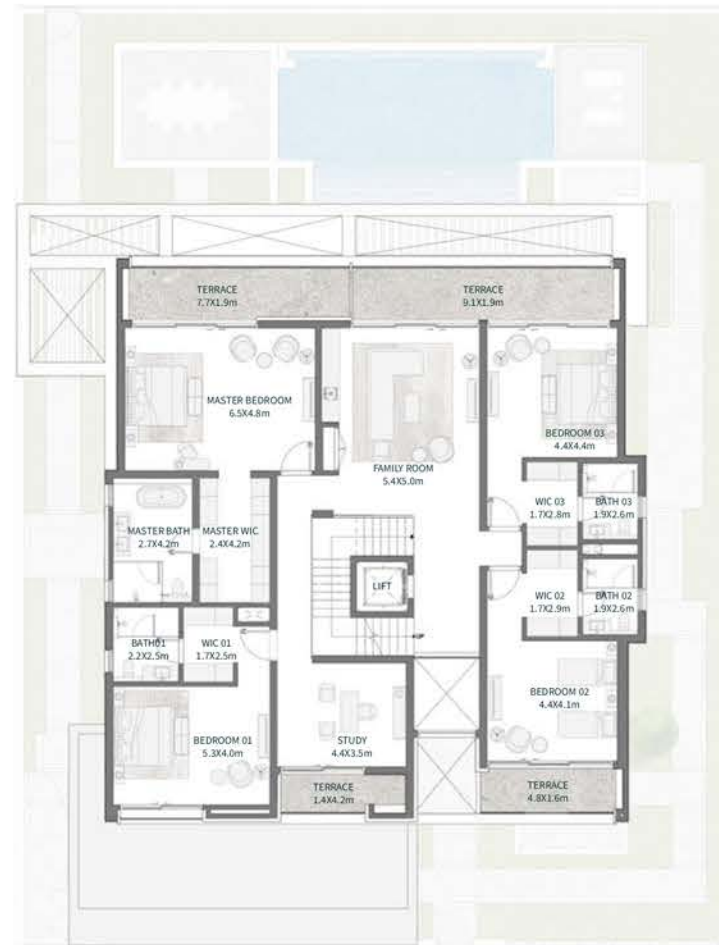 TERRACE
7.7X1.9m
TERRACE
9.1X1.9m
MASTER BEDROOM
6.5X4.8m
BEDROOM 03
4.4X4.4m
FAMILY ROOM
5.4X5.0m
MASTER BATH
2.7X4.2m
MASTER WIC
2.4X4.2m
WIC 03
1.7X2.8m
BATH 03
1.9X2.6m
LIFT
WIC 02
1.7X2.9m
BATH 02
1.9X2.6m
BATH01
2.2X2.5m
WIC 01
1.7X2.5m
BEDROOM 02
4.4X4.1m
BEDROOM 01
5.3X4.0m
STUDY
4.4X3.5m
TERRACE
1.4X4.2m
TERRACE
4.8X1.6m